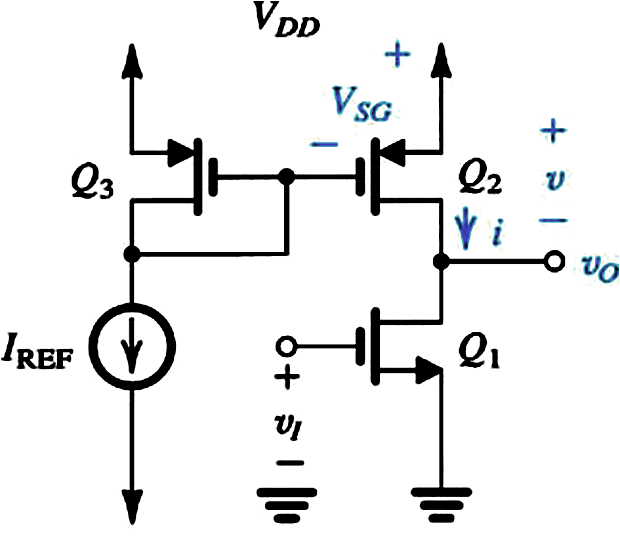 V_DD
+
V_SG
−
+
v
−
Q_3
Q_2
i
v_O
I_REF
Q_1
+
v_I
−